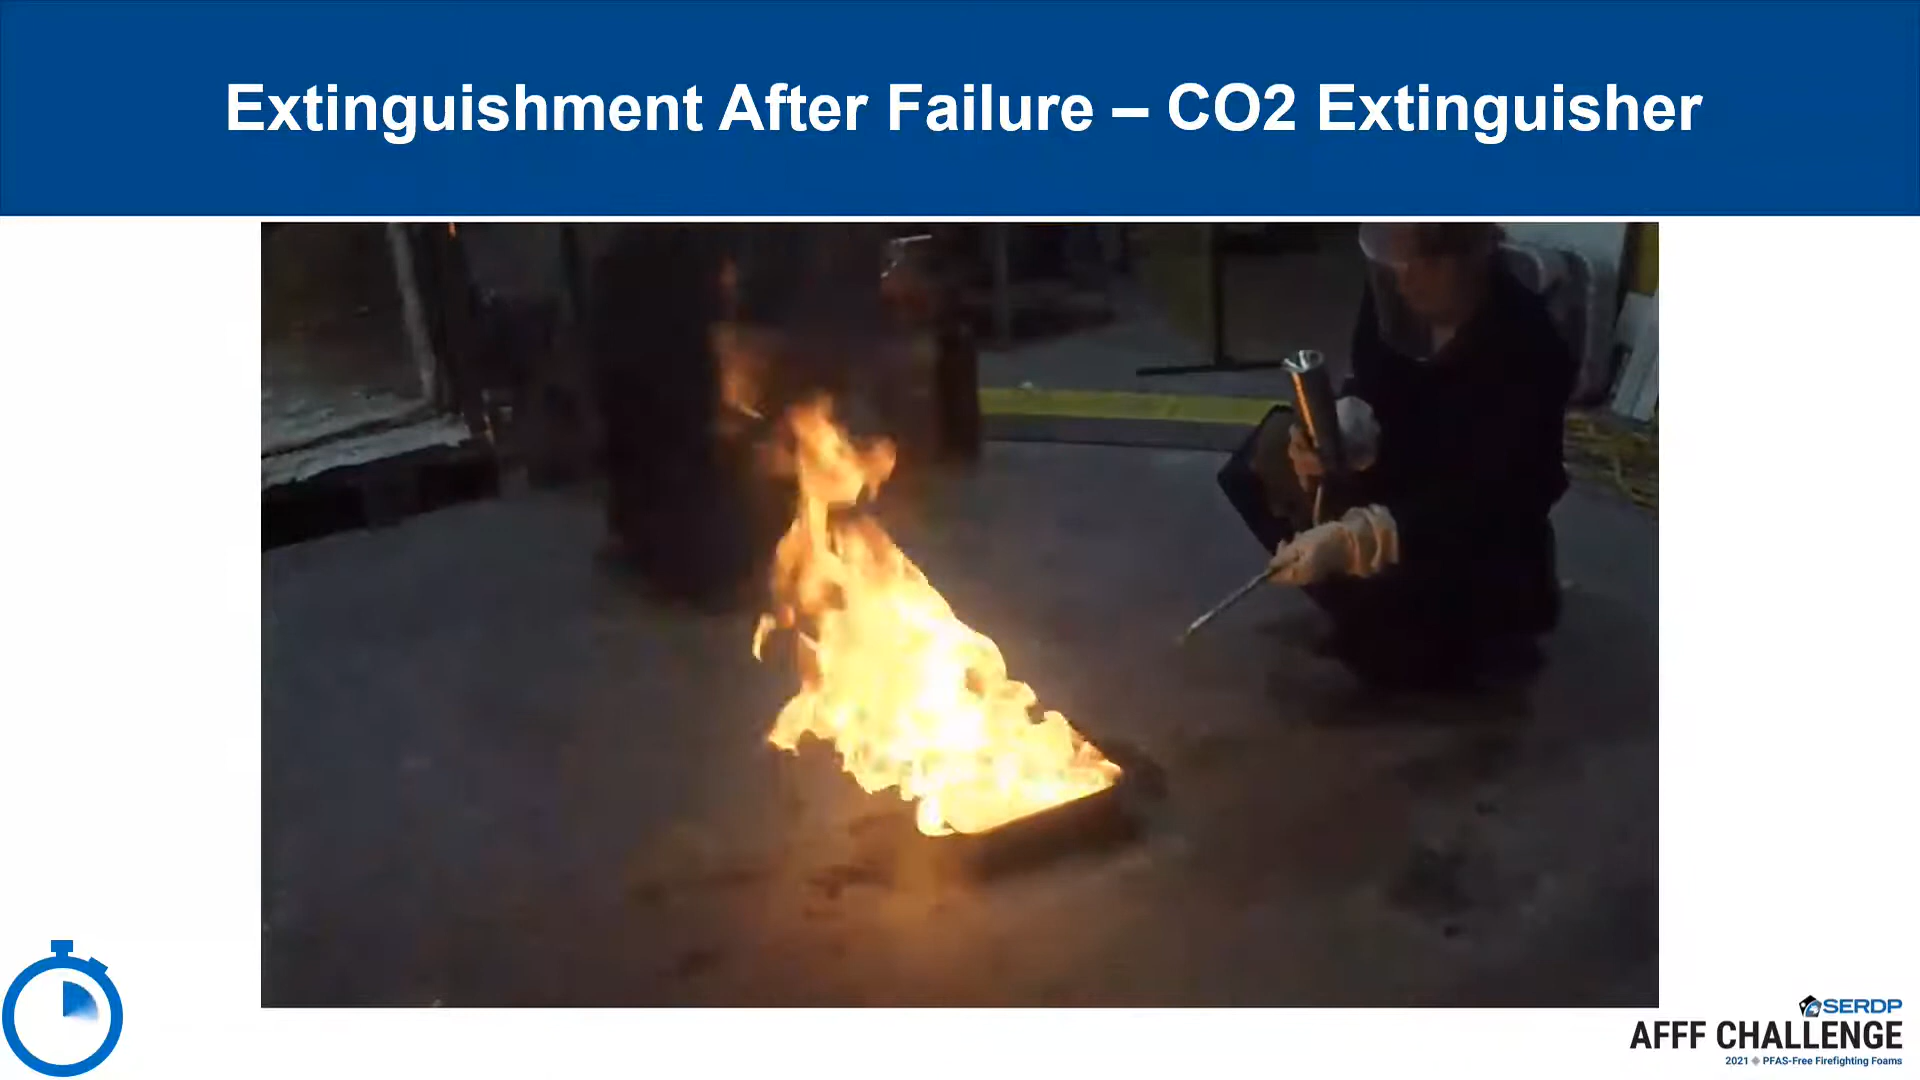 Extinguishment After Failure – CO2 Extinguisher
SERDP
AFFF CHALLENGE
2021 ◆ PFAS-Free Firefighting Foams